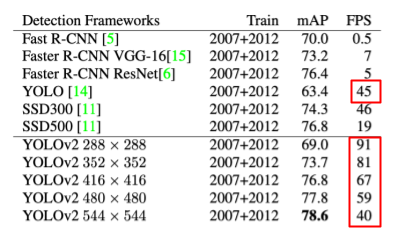 Detection Frameworks Train mAP FPS
Fast R-CNN [5] 2007+2012 70.0 0.5
Faster R-CNN VGG-16[15] 2007+2012 73.2 7
Faster R-CNN ResNet[6] 2007+2012 76.4 5
YOLO [14] 2007+2012 63.4 45
SSD300 [11] 2007+2012 74.3 46
SSD500 [11] 2007+2012 76.8 19
YOLOv2 288 × 288 2007+2012 69.0 91
YOLOv2 352 × 352 2007+2012 73.7 81
YOLOv2 416 × 416 2007+2012 76.8 67
YOLOv2 480 × 480 2007+2012 77.8 59
YOLOv2 544 × 544 2007+2012 78.6 40